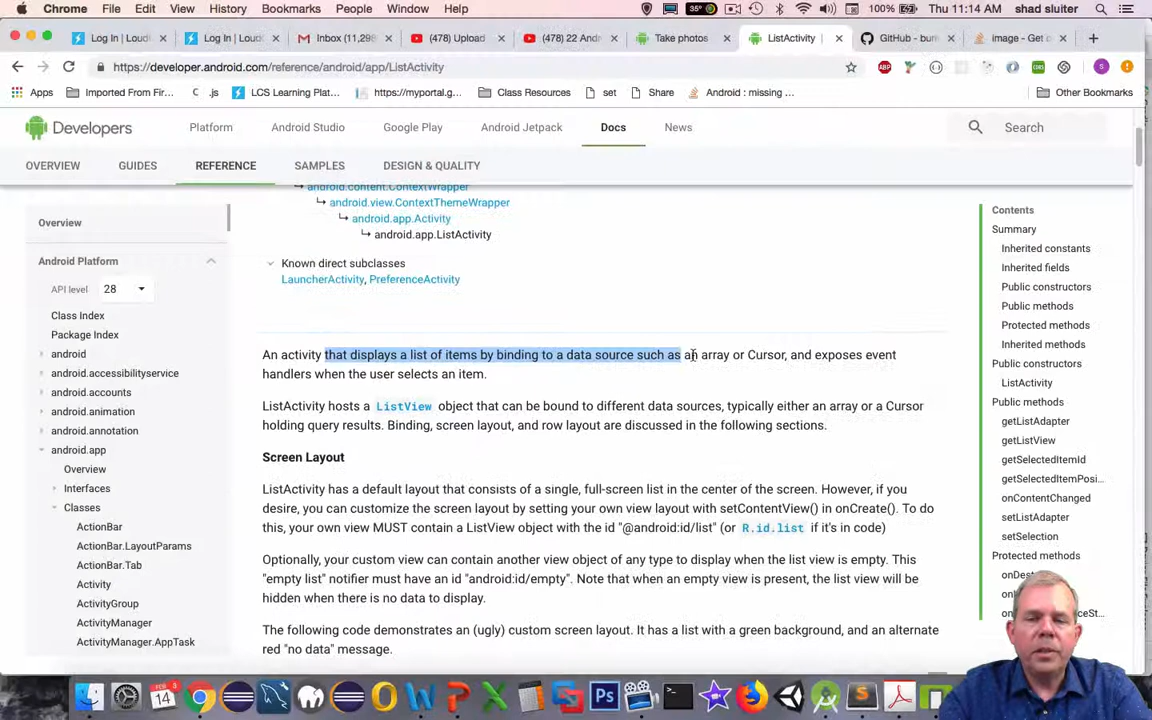 Chrome File Edit View History Bookmarks People Window Help 35° 100% Thu 11:14 AM shad sluiter
Log In | Loud Log In | Loud Inbox (11,29 (478) Upload (478) 22 And Take photos ListActivity GitHub - bum image - Get
https://developer.android.com/reference/android/app/ListActivity
Apps Imported From Fir... .js LCS Learning Plat... https://myportal.g... Class Resources set Share Android : missing ... Other Bookmarks
Developers Platform Android Studio Google Play Android Jetpack Docs News Search
OVERVIEW GUIDES REFERENCE SAMPLES DESIGN & QUALITY
android.content.ContextWrapper
android.view.ContextThemeWrapper
android.app.Activity
android.app.ListActivity
Known direct subclasses
LauncherActivity, PreferenceActivity
An activity that displays a list of items by binding to a data source such as an array or Cursor, and exposes event
handlers when the user selects an item.
ListActivity hosts a ListView object that can be bound to different data sources, typically either an array or a Cursor
holding query results. Binding, screen layout, and row layout are discussed in the following sections.
Screen Layout
ListActivity has a default layout that consists of a single, full-screen list in the center of the screen. However, if you
desire, you can customize the screen layout by setting your own view layout with setContentView() in onCreate(). To do
this, your own view MUST contain a ListView object with the id "@android:id/list" (or R.id.list if it's in code)
Optionally, your custom view can contain another view object of any type to display when the list view is empty. This
"empty list" notifier must have an id "android:id/empty". Note that when an empty view is present, the list view will be
hidden when there is no data to display.
The following code demonstrates an (ugly) custom screen layout. It has a list with a green background, and an alternate
red "no data" message.
Overview
Android Platform
API level 28
Class Index
Package Index
android
android.accessibilityservice
android.accounts
android.animation
android.annotation
android.app
Overview
Interfaces
Classes
ActionBar
ActionBar.LayoutParams
ActionBar.Tab
Activity
ActivityGroup
ActivityManager
ActivityManager.AppTask
Contents
Summary
Inherited constants
Inherited fields
Public constructors
Public methods
Protected methods
Inherited methods
Public constructors
ListActivity
Public methods
getListAdapter
getListView
getSelectedItemId
getSelectedItemPosi...
onContentChanged
setListAdapter
setSelection
Protected methods
onDes